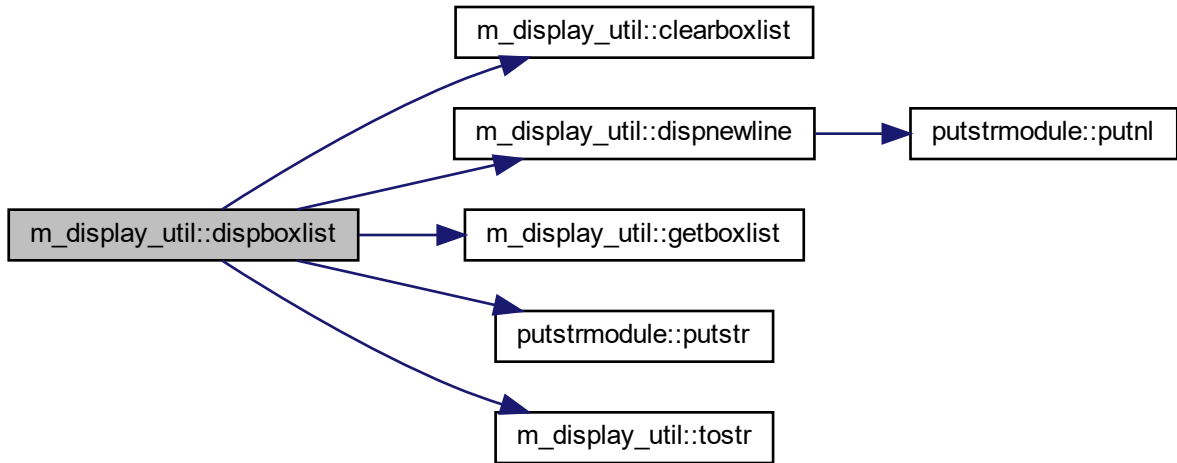 m_display_util::clearboxlist
m_display_util::dispnewline
putstrmodule::putnl
m_display_util::dispboxlist
m_display_util::getboxlist
putstrmodule::putstr
m_display_util::tostr